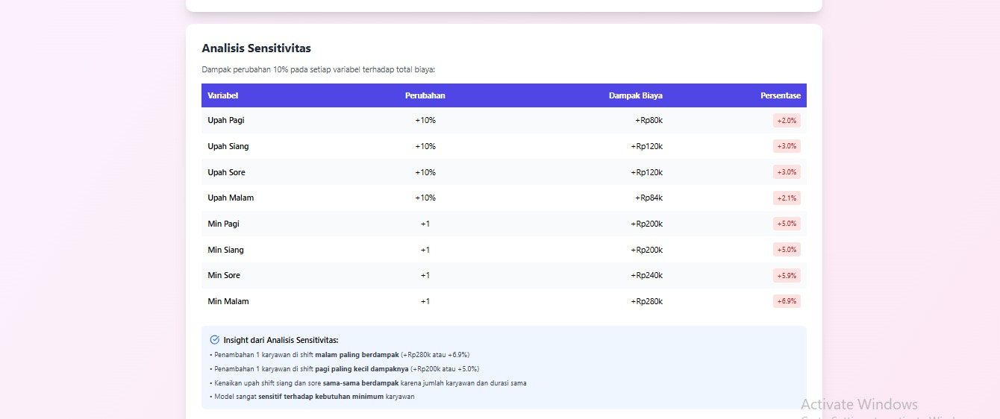 Analisis Sensitivitas
Dampak perubahan 10% pada setiap variabel terhadap total biaya:
Variabel Perubahan Dampak Biaya Persentase
Upah Pagi +10% +Rp80k +2.0%
Upah Siang +10% +Rp120k +3.0%
Upah Sore +10% +Rp120k +3.0%
Upah Malam +10% +Rp84k +2.1%
Min Pagi +1 +Rp200k +5.0%
Min Siang +1 +Rp200k +5.0%
Min Sore +1 +Rp240k +5.9%
Min Malam +1 +Rp280k +6.9%
Insight dari Analisis Sensitivitas:
• Penambahan 1 karyawan di shift malam paling berdampak (+Rp280k atau +6.9%)
• Penambahan 1 karyawan di shift pagi paling kecil dampaknya (+Rp200k atau +5.0%)
• Kenaikan upah shift siang dan sore sama-sama berdampak karena jumlah karyawan dan durasi sama
• Model sangat sensitif terhadap kebutuhan minimum karyawan
Activate Windows